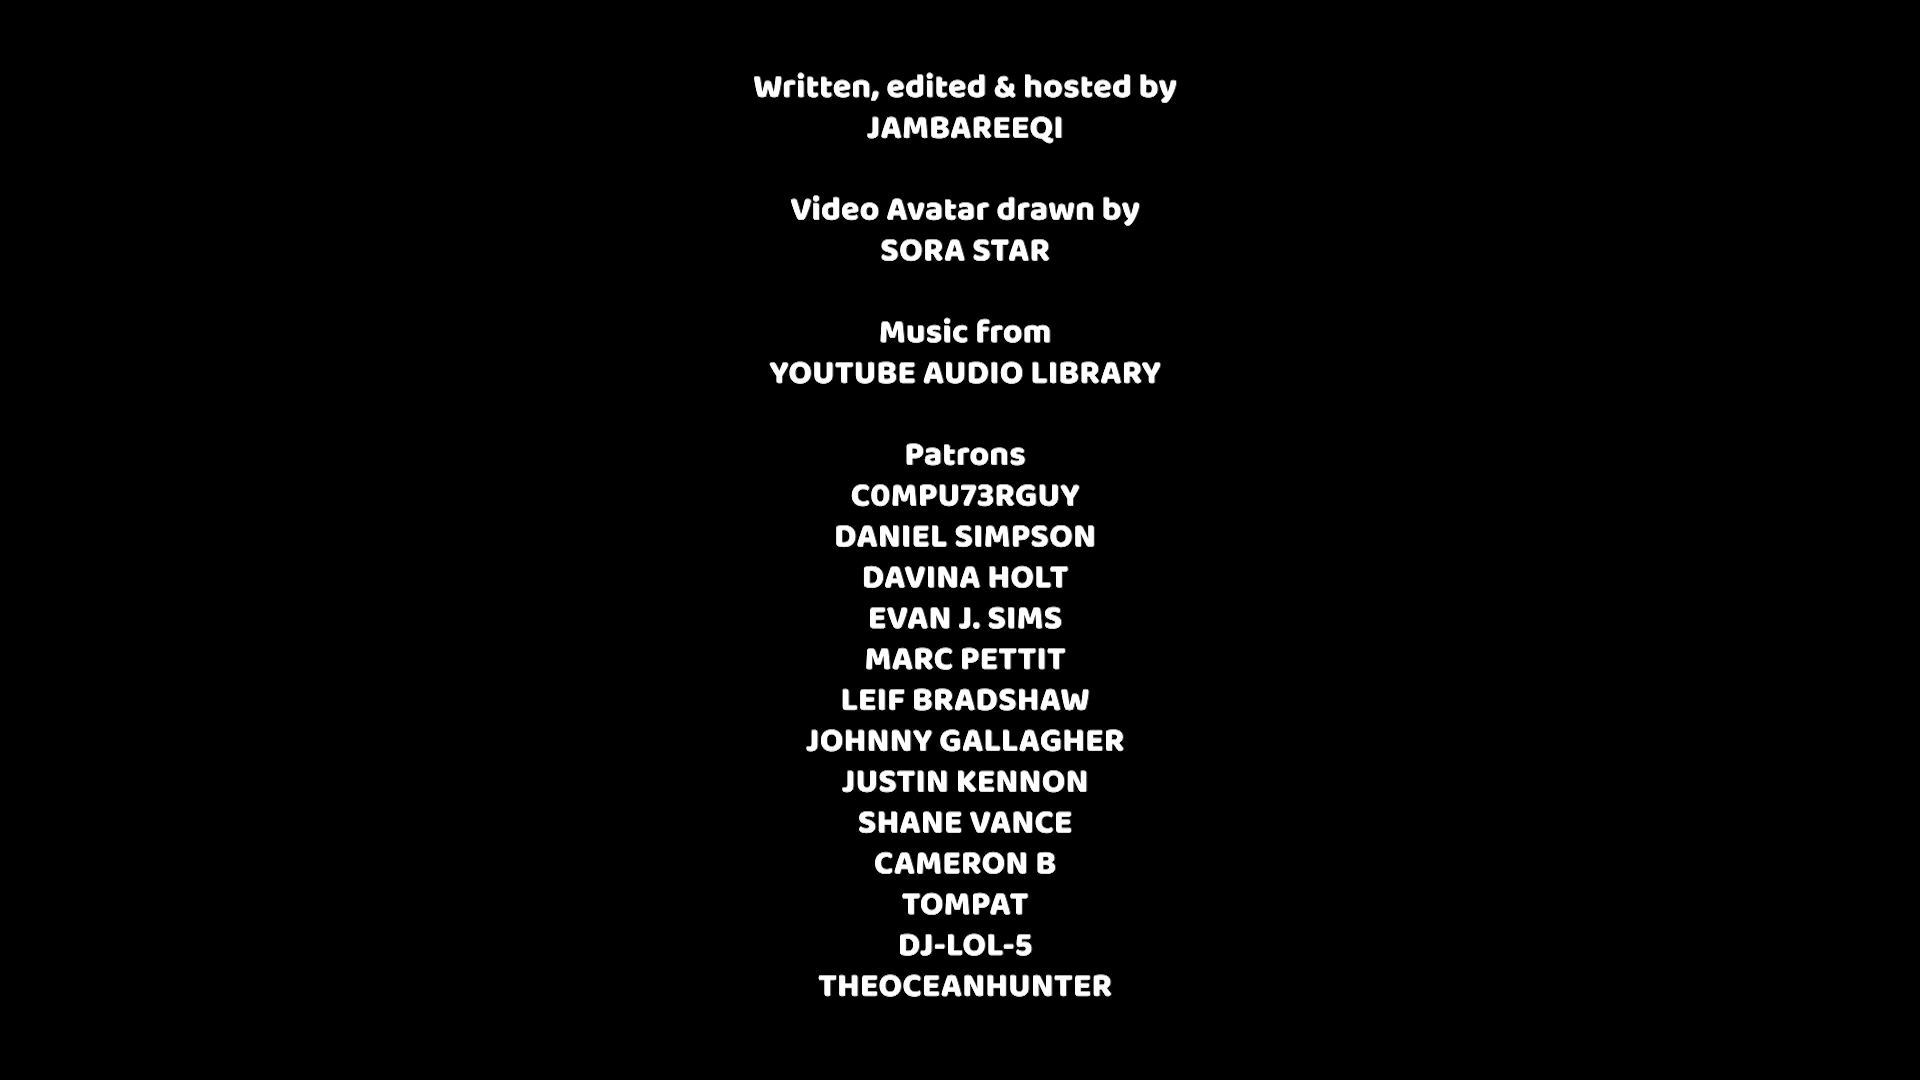 Written, edited & hosted by
JAMBAREEQI
Video Avatar drawn by
SORA STAR
Music from
YOUTUBE AUDIO LIBRARY
Patrons
C0MPU73RGUY
DANIEL SIMPSON
DAVINA HOLT
EVAN J. SIMS
MARC PETTIT
LEIF BRADSHAW
JOHNNY GALLAGHER
JUSTIN KENNON
SHANE VANCE
CAMERON B
TOMPAT
DJ-LOL-5
THEOCEANHUNTER